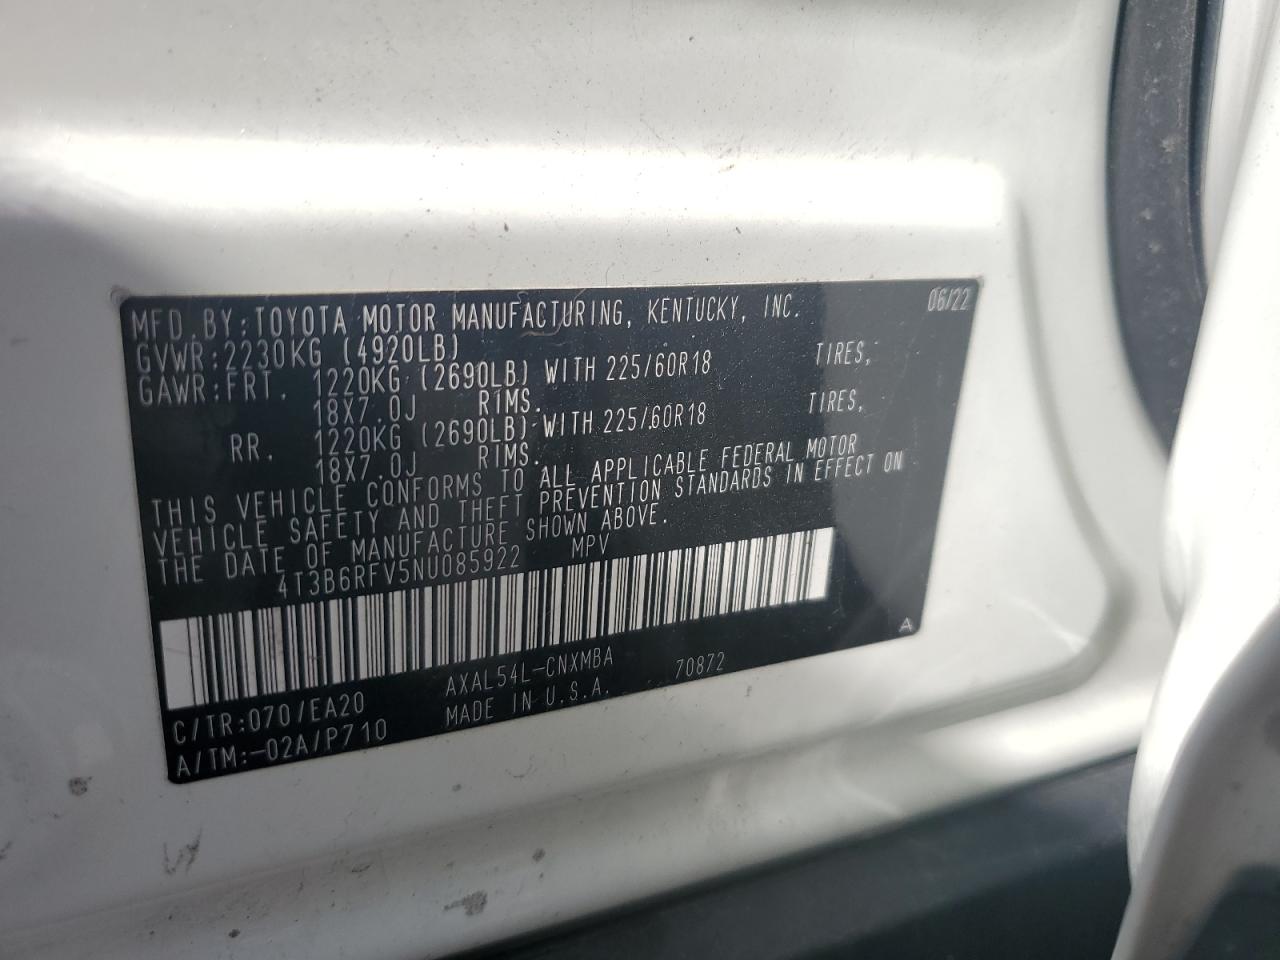 06/22
MFD.BY:TOYOTA MOTOR MANUFACTURING, KENTUCKY, INC.
GVWR:2230KG (4920LB)
GAWR:FRT. 1220KG (2690LB) WITH 225/60R18 TIRES,
18X7.0J RIMS.
RR. 1220KG (2690LB) WITH 225/60R18 TIRES,
18X7.0J RIMS.
THIS VEHICLE CONFORMS TO ALL APPLICABLE FEDERAL MOTOR
VEHICLE SAFETY AND THEFT PREVENTION STANDARDS IN EFFECT ON
THE DATE OF MANUFACTURE SHOWN ABOVE.
4T3B6RFV5NU085922 MPV
A
C/TR:070/EA20 AXAL54L-CNXMBA 70872
A/TM:-02A/P710 MADE IN U.S.A.